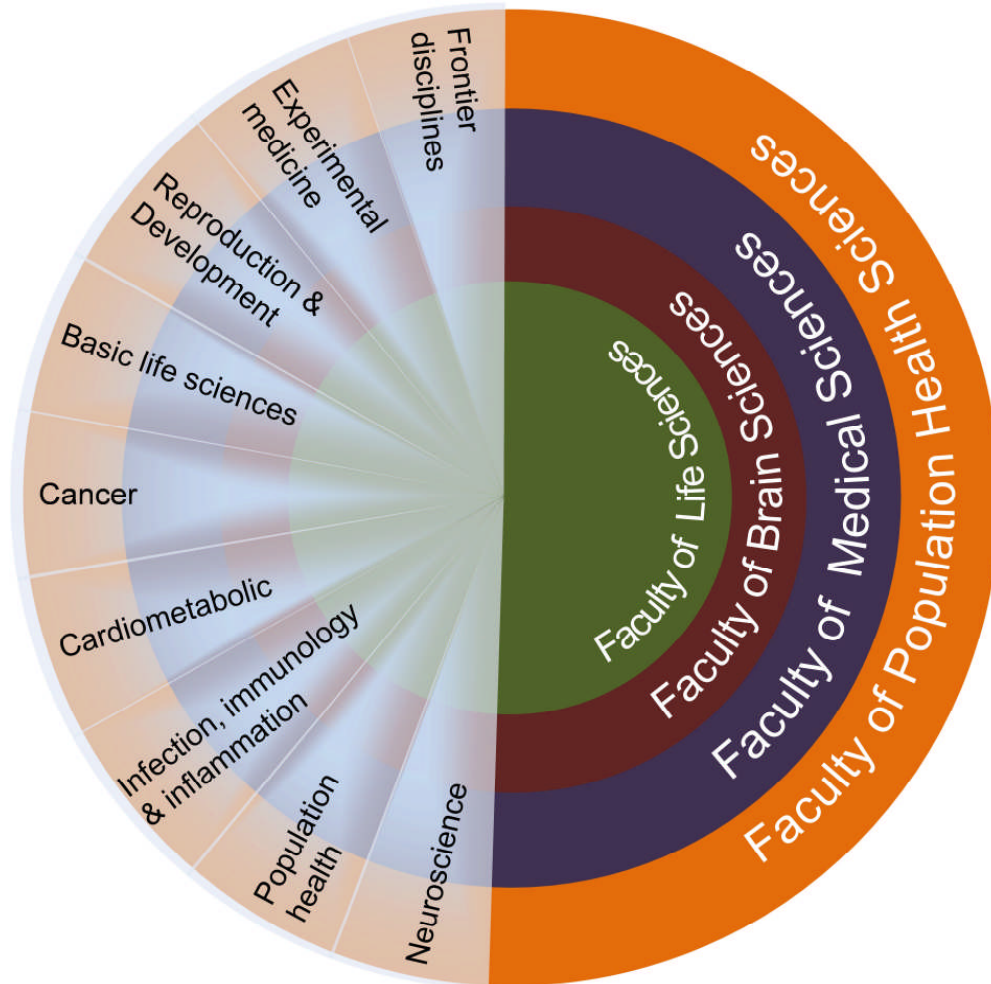 Frontier
disciplines
Experimental
medicine
Reproduction &
Development
Basic life sciences
Cancer
Cardiometabolic
Infection, immunology
& inflammation
Population
health
Neuroscience
Faculty of Life Sciences
Faculty of Brain Sciences
Faculty of Medical Sciences
Faculty of Population Health Sciences